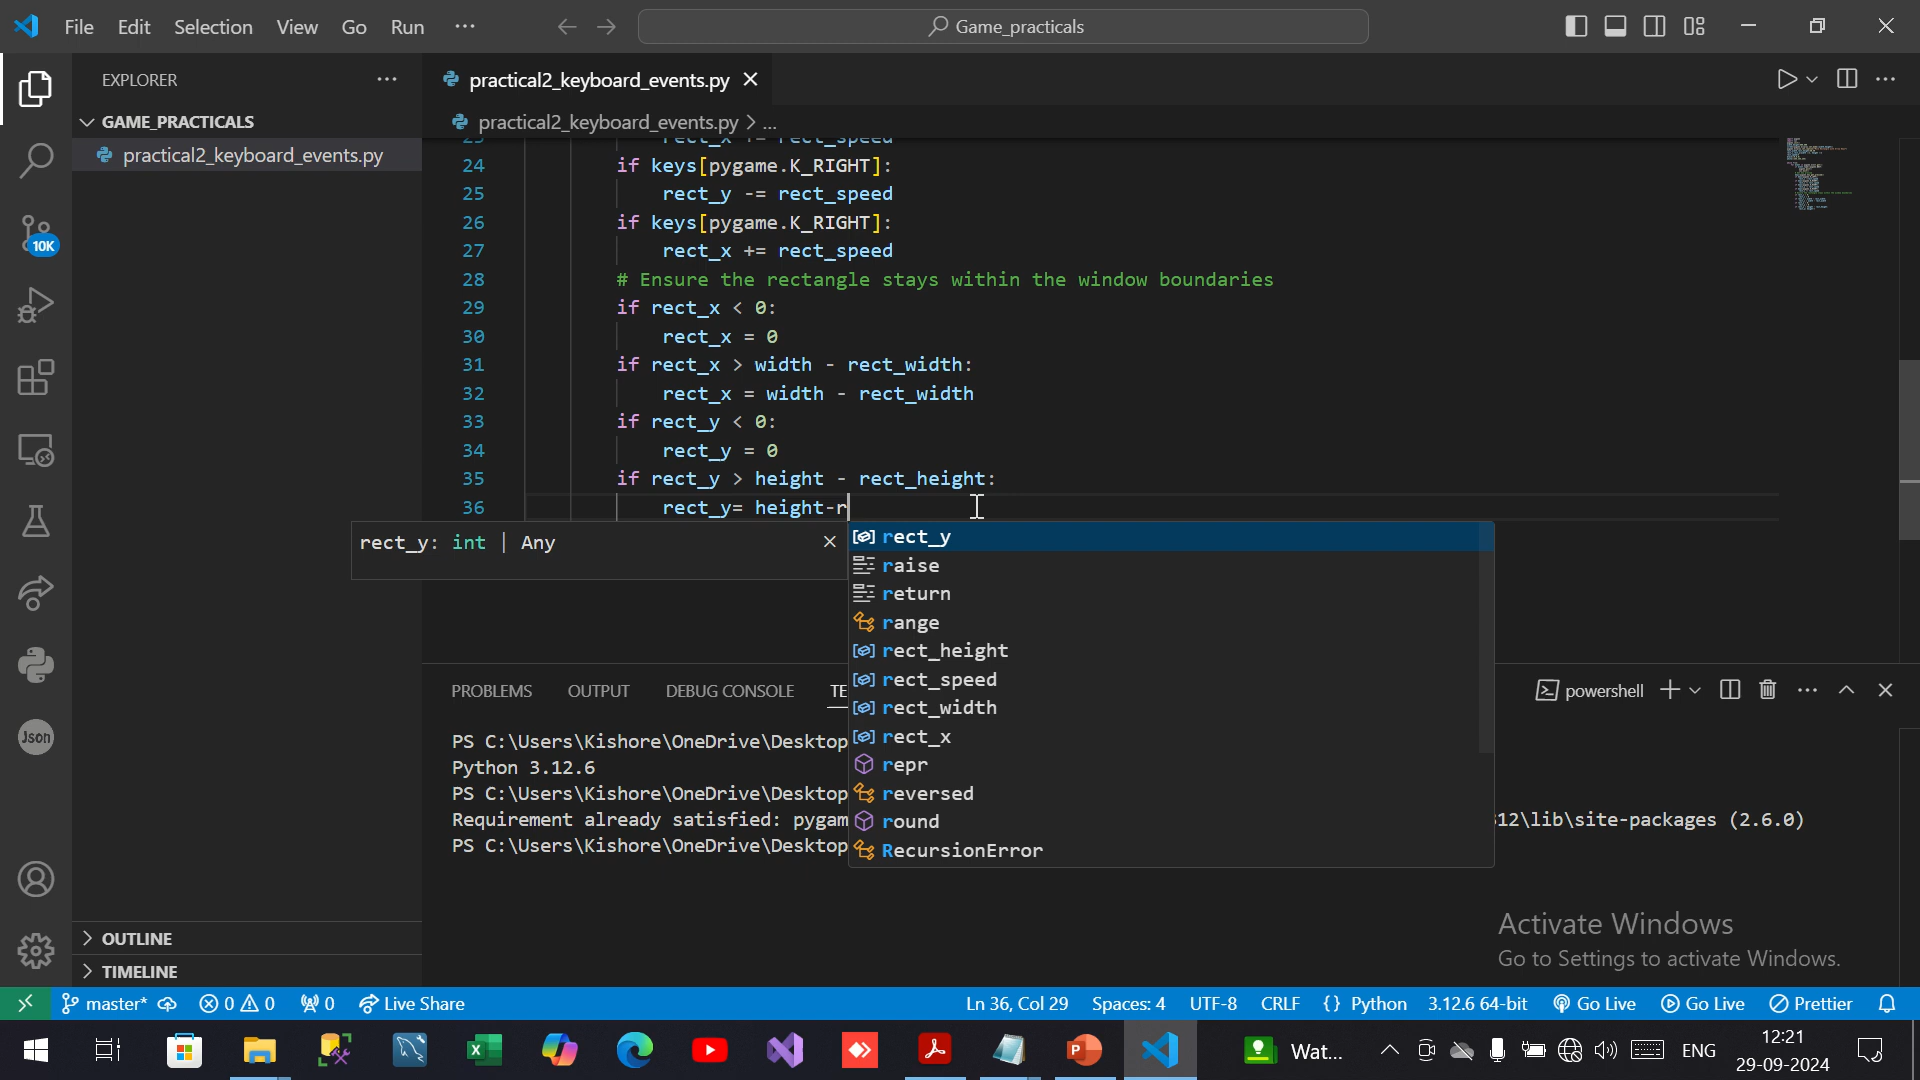 File Edit Selection View Go Run ··· Game_practicals
EXPLORER ···
practical2_keyboard_events.py
GAME_PRACTICALS
practical2_keyboard_events.py > ...
practical2_keyboard_events.py
23 rect_x += rect_speed
24 if keys[pygame.K_RIGHT]:
25 rect_y -= rect_speed
26 if keys[pygame.K_RIGHT]:
27 rect_x += rect_speed
28 # Ensure the rectangle stays within the window boundaries
29 if rect_x < 0:
30 rect_x = 0
31 if rect_x > width - rect_width:
32 rect_x = width - rect_width
33 if rect_y < 0:
34 rect_y = 0
35 if rect_y > height - rect_height:
36 rect_y= height-r
rect_y: int | Any
rect_y
raise
return
range
rect_height
rect_speed
rect_width
rect_x
repr
reversed
round
RecursionError
10K
Json
PROBLEMS OUTPUT DEBUG CONSOLE TE
powershell
PS C:\Users\Kishore\OneDrive\Desktop
Python 3.12.6
PS C:\Users\Kishore\OneDrive\Desktop
Requirement already satisfied: pygam 312\lib\site-packages (2.6.0)
PS C:\Users\Kishore\OneDrive\Desktop
Activate Windows
Go to Settings to activate Windows.
OUTLINE
TIMELINE
master* 0 0 0 Live Share Ln 36, Col 29 Spaces: 4 UTF-8 CRLF {} Python 3.12.6 64-bit Go Live Go Live Prettier
Wat... ENG 12:21
29-09-2024